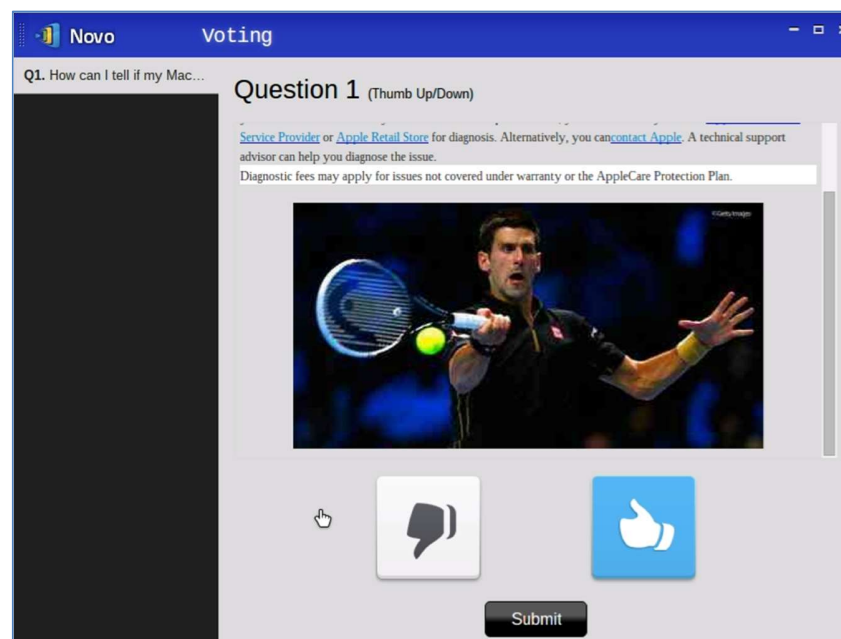 Novo
Voting
Q1. How can I tell if my Mac...
Question 1 (Thumb Up/Down)
Service Provider or Apple Retail Store for diagnosis. Alternatively, you cancontact Apple. A technical support
advisor can help you diagnose the issue.
Diagnostic fees may apply for issues not covered under warranty or the AppleCare Protection Plan.
©Getty Images
Submit